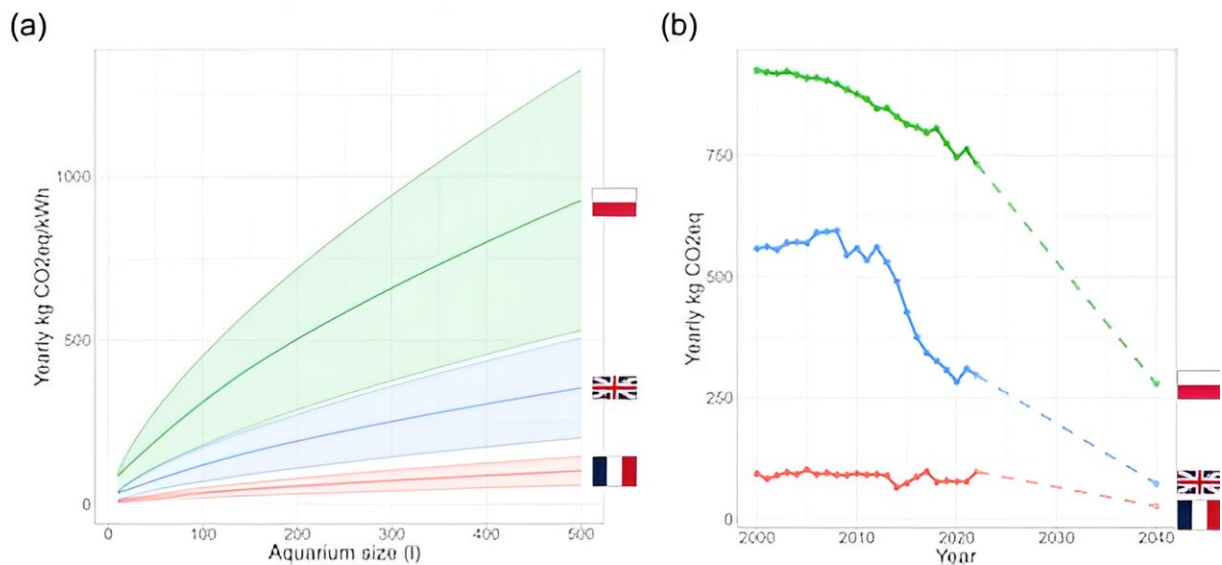 (a)
(b)
Yearly kg CO2eq/kWh
1000
500
0
0 100 200 300 400 500
Aquarium size (l)
Yearly kg CO2eq
750
500
250
0
2000 2010 2020 2030 2040
Year